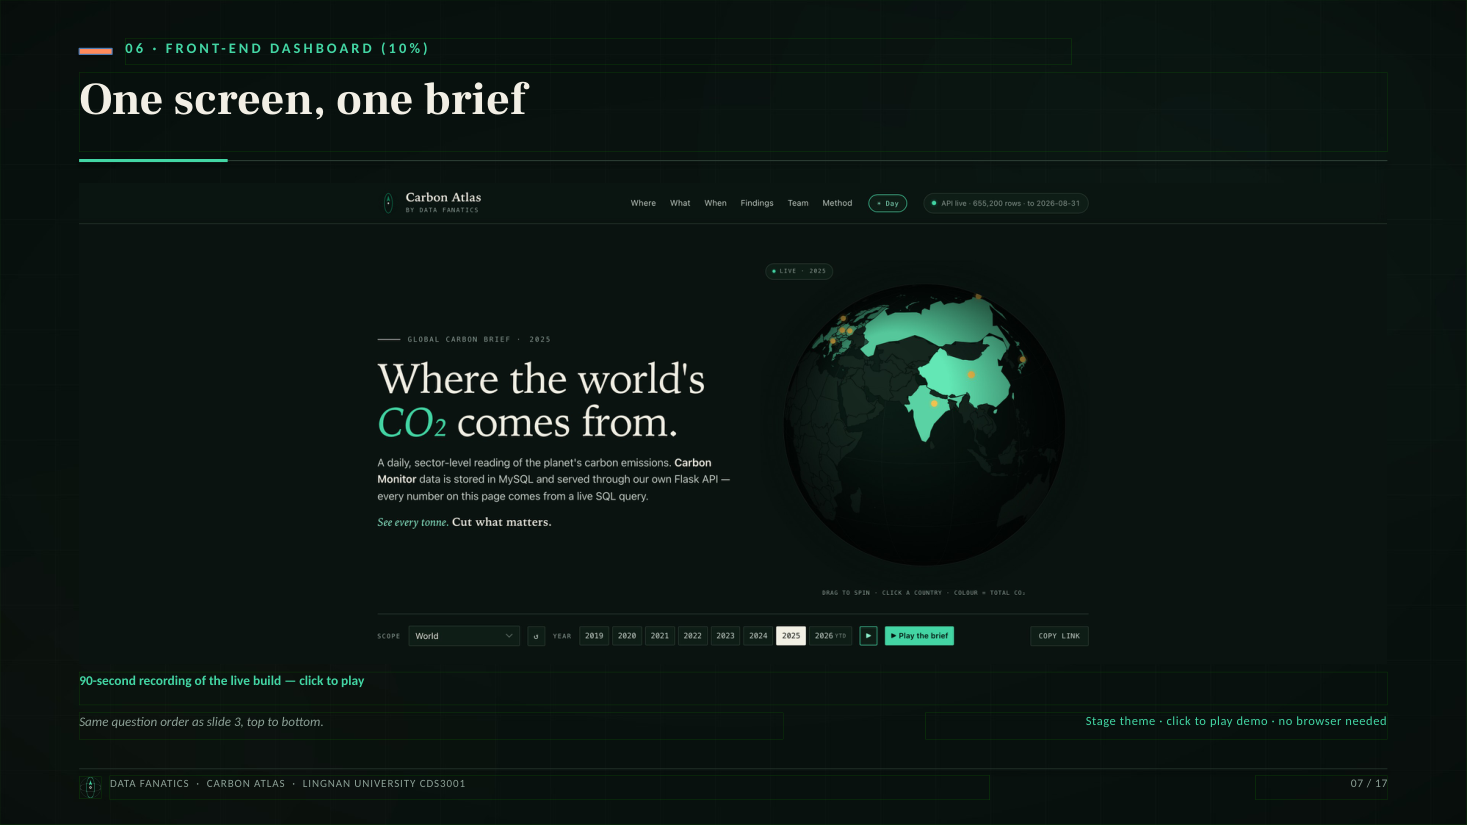 06 · FRONT-END DASHBOARD (10%)
One screen, one brief
Carbon Atlas
BY DATA FANATICS
Where What When Findings Team Method
☀ Day
API live · 655,200 rows · to 2026-08-31
LIVE · 2025
GLOBAL CARBON BRIEF · 2025
Where the world's
CO₂ comes from.
A daily, sector-level reading of the planet's carbon emissions. Carbon
Monitor data is stored in MySQL and served through our own Flask API —
every number on this page comes from a live SQL query.
See every tonne. Cut what matters.
DRAG TO SPIN · CLICK A COUNTRY · COLOUR = TOTAL CO₂
SCOPE World ↺ YEAR 2019 2020 2021 2022 2023 2024 2025 2026 YTD ▶ ▶ Play the brief COPY LINK
90-second recording of the live build — click to play
Same question order as slide 3, top to bottom.
Stage theme · click to play demo · no browser needed
DATA FANATICS · CARBON ATLAS · LINGNAN UNIVERSITY CDS3001
07 / 17